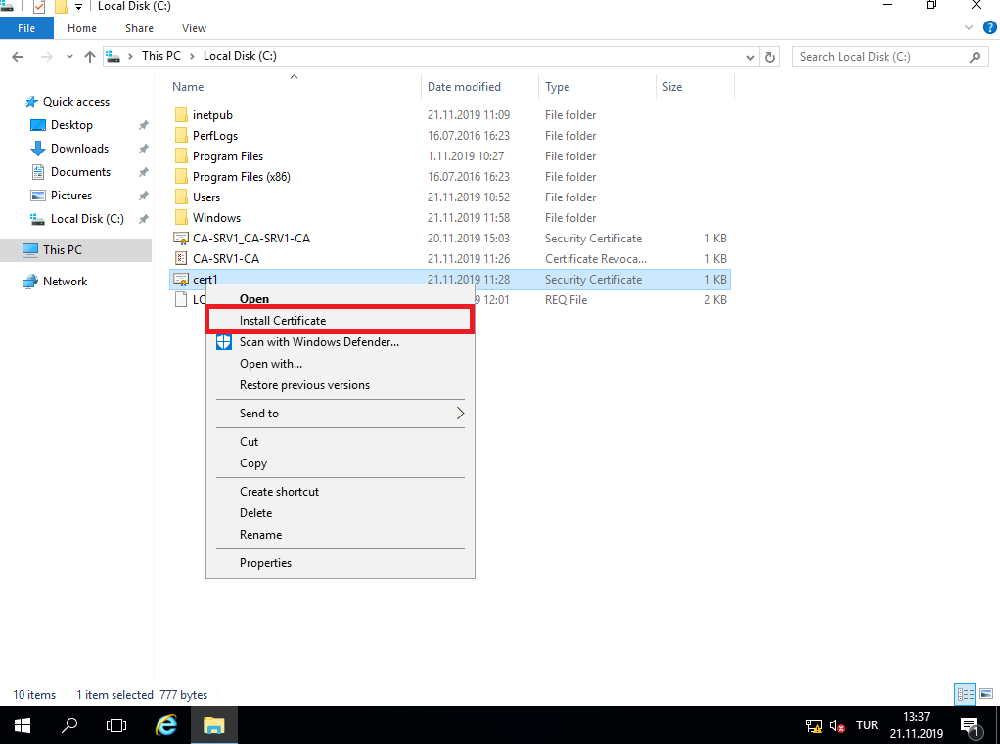 Local Disk (C:)
File Home Share View
This PC Local Disk (C:) Search Local Disk (C:)
Name Date modified Type Size
Quick access
Desktop
Downloads
Documents
Pictures
Local Disk (C:)
This PC
Network
inetpub 21.11.2019 11:09 File folder
PerfLogs 16.07.2016 16:23 File folder
Program Files 1.11.2019 10:27 File folder
Program Files (x86) 16.07.2016 16:23 File folder
Users 21.11.2019 10:52 File folder
Windows 21.11.2019 11:58 File folder
CA-SRV1_CA-SRV1-CA 20.11.2019 15:03 Security Certificate 1 KB
CA-SRV1-CA 21.11.2019 11:26 Certificate Revoca... 1 KB
cert1 21.11.2019 11:28 Security Certificate 1 KB
12:01 REQ File 2 KB
Open
Install Certificate
Scan with Windows Defender...
Open with...
Restore previous versions
Send to
Cut
Copy
Create shortcut
Delete
Rename
Properties
10 items 1 item selected 777 bytes
TUR 13:37
21.11.2019
1